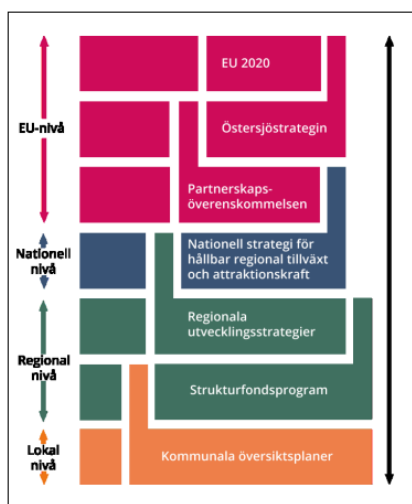 EU 2020
EU-nivå
Östersjöstrategin
Partnerskaps-
överenskommelsen
Nationell
nivå
Nationell strategi för
hållbar regional tillväxt
och attraktionskraft
Regionala
utvecklingsstrategier
Regional
nivå
Strukturfondsprogram
Lokal
nivå
Kommunala översiktsplaner